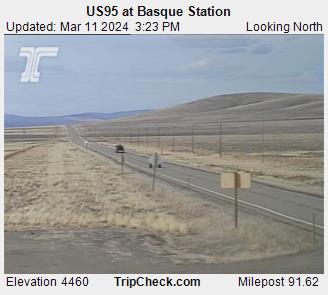 US95 at Basque Station
Updated: Mar 11 2024 3:23 PM Looking North
Elevation 4460 TripCheck.com Milepost 91.62